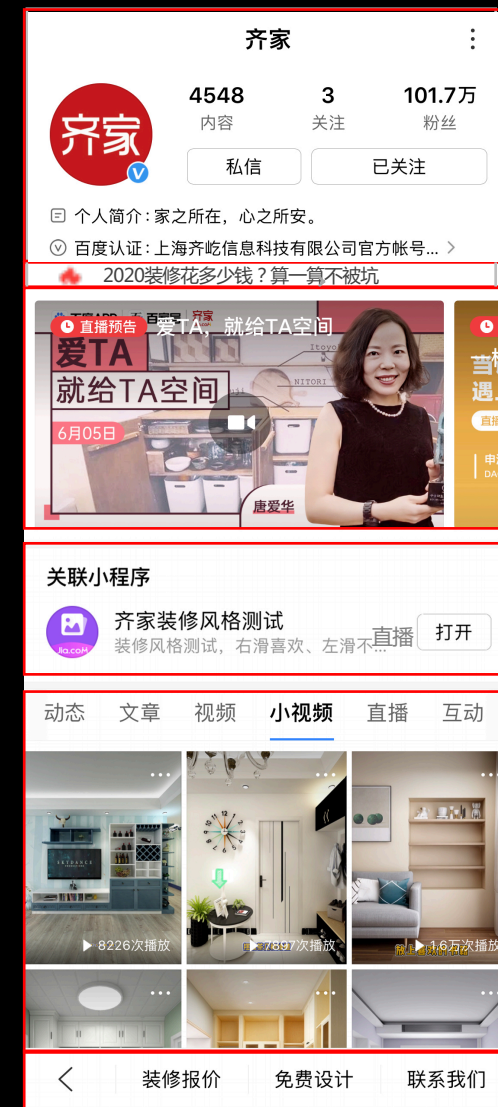 齐家
4548 3 101.7万
内容 关注 粉丝
齐家
私信 已关注
个人简介：家之所在，心之所安。
百度认证：上海齐屹信息科技有限公司官方帐号...
2020装修花多少钱？算一算不被坑
直播预告 爱TA，就给TA空间
爱TA
就给TA空间
6月05日
Itoyo
NITORI
唐爱华
遇
直播
DA
关联小程序
齐家装修风格测试
装修风格测试，右滑喜欢、左滑不...
直播
打开
Jia.coM
动态 文章 视频 小视频 直播 互动
SKYDANCE
8226次播放 7897次播放 1.6万次播放
装修报价 免费设计 联系我们